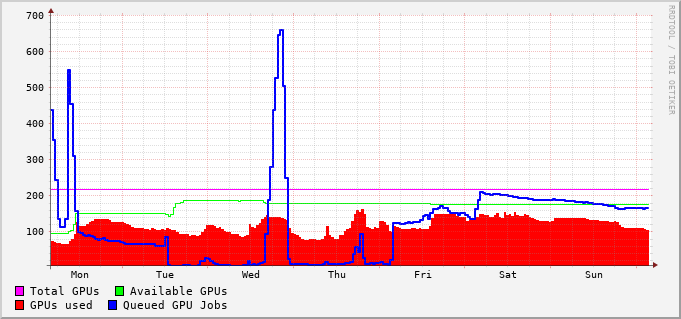 700
600
500
400
300
200
100
Mon Tue Wed Thu Fri Sat Sun
Total GPUs Available GPUs
GPUs used Queued GPU Jobs
RRDTOOL / TOBI OETIKER